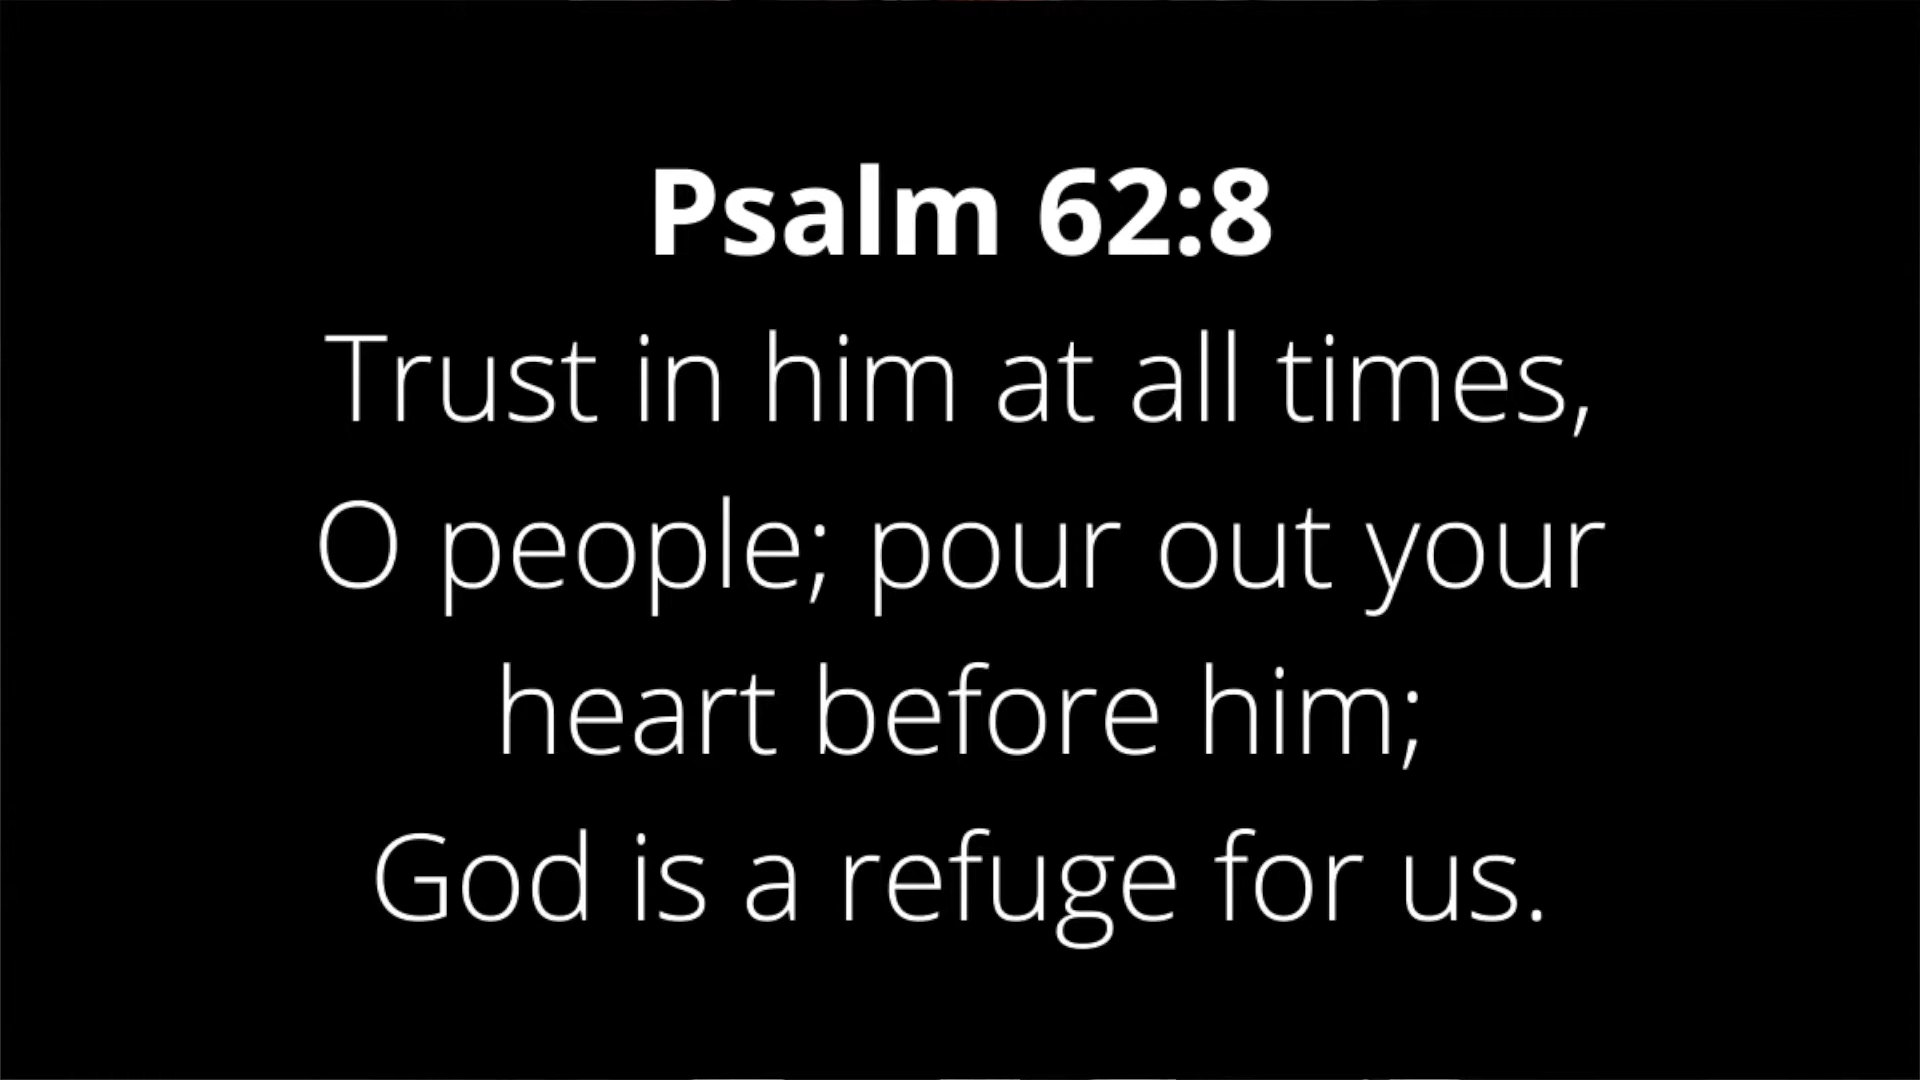 Psalm 62:8
Trust in him at all times,
O people; pour out your
heart before him;
God is a refuge for us.